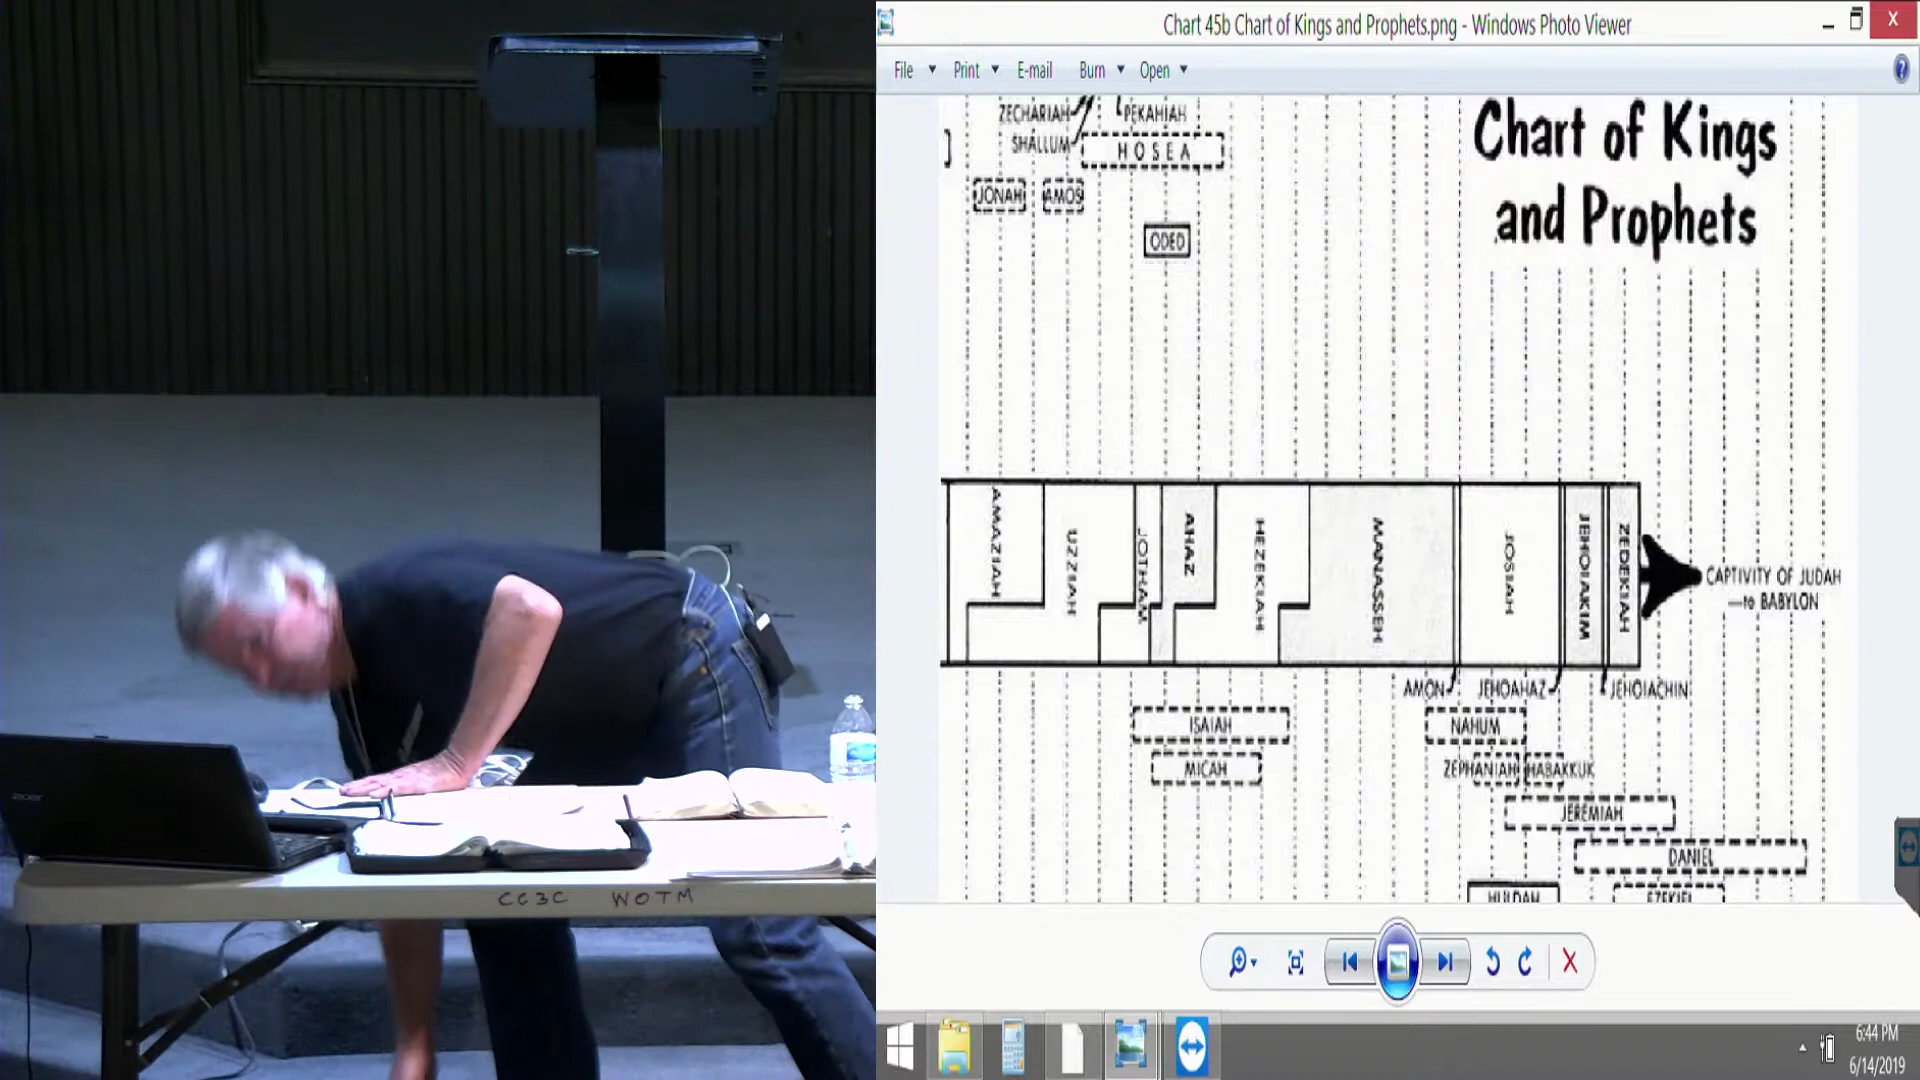 Chart 45b Chart of Kings and Prophets.png - Windows Photo Viewer
File Print E-mail Burn Open
ZECHARIAH
PEKAHIAH
SHALLUM
HOSEA
JONAH
AMOS
ODED
Chart of Kings
and Prophets
AMAZIAH
UZZIAH
JOTHAM
AHAZ
HEZEKIAH
MANASSEH
JOSIAH
JEHOIAKIM
ZEDEKIAH
CAPTIVITY OF JUDAH
—to BABYLON
AMON
JEHOAHAZ
JEHOIACHIN
ISAIAH
NAHUM
MICAH
ZEPHANIAH
HABAKKUK
JEREMIAH
DANIEL
HULDAH
EZEKIEL
acer
CC3C WOTM
6:44 PM
6/14/2019